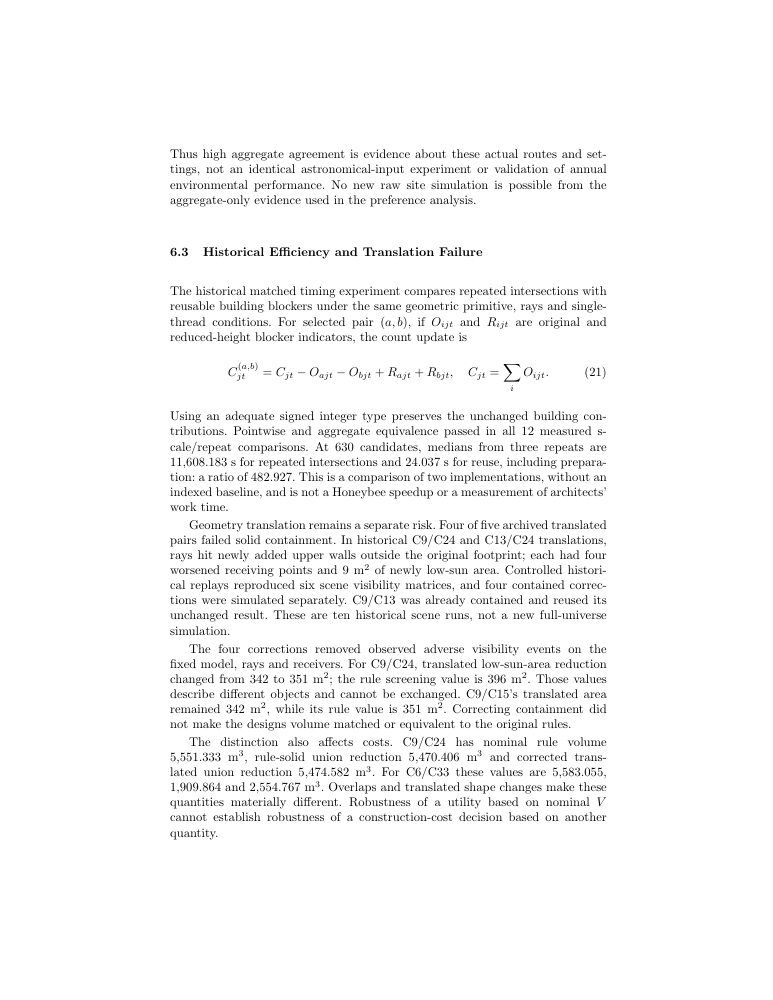 Thus high aggregate agreement is evidence about these actual routes and set-
tings, not an identical astronomical-input experiment or validation of annual
environmental performance. No new raw site simulation is possible from the
aggregate-only evidence used in the preference analysis.
6.3 Historical Efficiency and Translation Failure
The historical matched timing experiment compares repeated intersections with
reusable building blockers under the same geometric primitive, rays and single-
thread conditions. For selected pair (a, b), if O_{ijt} and R_{ijt} are original and
reduced-height blocker indicators, the count update is
C_{jt}^{(a,b)} = C_{jt} − O_{ajt} − O_{bjt} + R_{ajt} + R_{bjt}, C_{jt} = ∑_i O_{ijt}. (21)
Using an adequate signed integer type preserves the unchanged building con-
tributions. Pointwise and aggregate equivalence passed in all 12 measured s-
cale/repeat comparisons. At 630 candidates, medians from three repeats are
11,608.183 s for repeated intersections and 24.037 s for reuse, including prepara-
tion: a ratio of 482.927. This is a comparison of two implementations, without an
indexed baseline, and is not a Honeybee speedup or a measurement of architects'
work time.
Geometry translation remains a separate risk. Four of five archived translated
pairs failed solid containment. In historical C9/C24 and C13/C24 translations,
rays hit newly added upper walls outside the original footprint; each had four
worsened receiving points and 9 m² of newly low-sun area. Controlled histori-
cal replays reproduced six scene visibility matrices, and four contained correc-
tions were simulated separately. C9/C13 was already contained and reused its
unchanged result. These are ten historical scene runs, not a new full-universe
simulation.
The four corrections removed observed adverse visibility events on the
fixed model, rays and receivers. For C9/C24, translated low-sun-area reduction
changed from 342 to 351 m²; the rule screening value is 396 m². Those values
describe different objects and cannot be exchanged. C9/C15's translated area
remained 342 m², while its rule value is 351 m². Correcting containment did
not make the designs volume matched or equivalent to the original rules.
The distinction also affects costs. C9/C24 has nominal rule volume
5,551.333 m³, rule-solid union reduction 5,470.406 m³ and corrected trans-
lated union reduction 5,474.582 m³. For C6/C33 these values are 5,583.055,
1,909.864 and 2,554.767 m³. Overlaps and translated shape changes make these
quantities materially different. Robustness of a utility based on nominal V
cannot establish robustness of a construction-cost decision based on another
quantity.